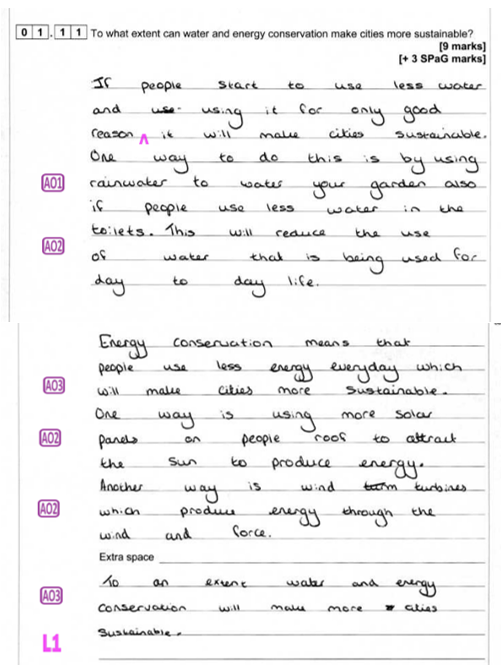 0 1 . 1 1 To what extent can water and energy conservation make cities more sustainable?
[9 marks]
[+ 3 SPaG marks]
If people start to use less water
and use using it for only good
reason ^ it will make cities sustainable.
One way to do this is by using
AO1 rainwater to water your garden also
if people use less water in the
AO2 toilets. This will reduce the use
of water that is being used for
day to day life.
Energy conservation means that
people use less energy everyday which
AO3 will make cities more sustainable.
One way is using more solar
AO2 panels on people roof to attract
the sun to produce energy.
Another way is wind turbines
AO2 which produce energy through the
wind and force.
Extra space
To an extent water and energy
AO3 conservation will make more cities
L1 sustainable.